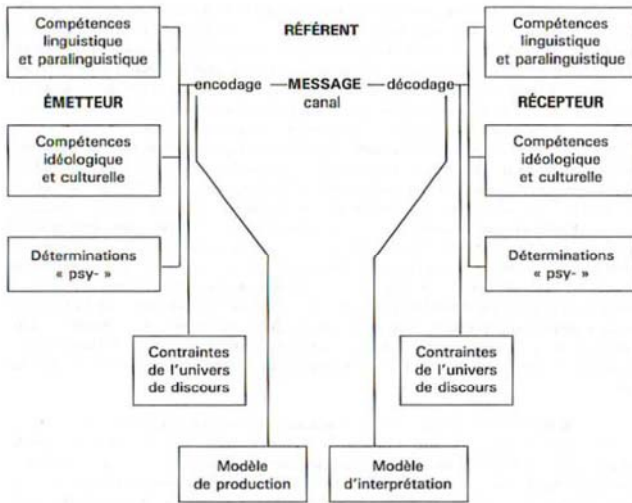 Compétences
linguistique
et paralinguistique
RÉFÉRENT
Compétences
linguistique
et paralinguistique
encodage
MESSAGE
décodage
canal
ÉMETTEUR
RÉCEPTEUR
Compétences
idéologique
et culturelle
Compétences
idéologique
et culturelle
Déterminations
« psy- »
Déterminations
« psy- »
Contraintes
de l'univers
de discours
Contraintes
de l'univers
de discours
Modèle
de production
Modèle
d'interprétation